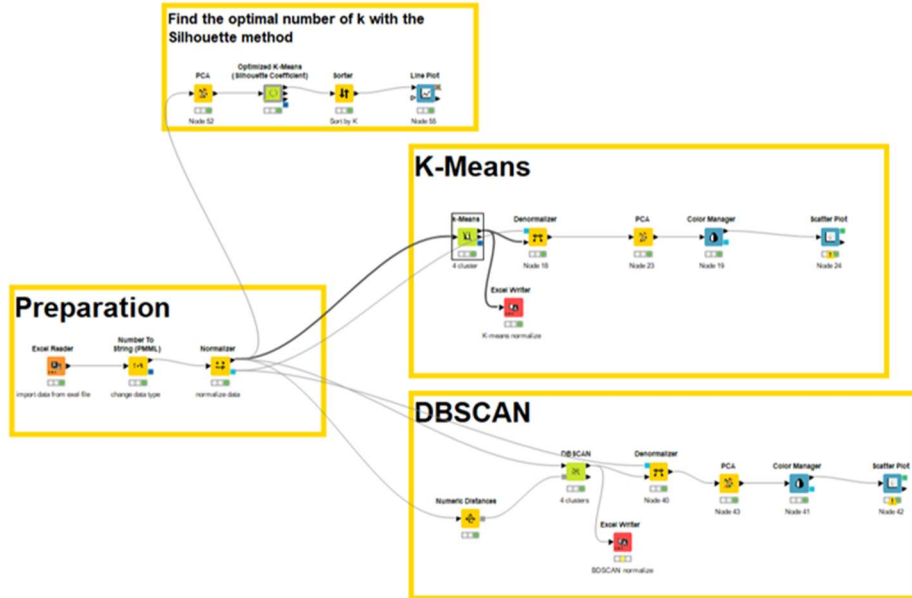 Find the optimal number of k with the
Silhouette method
PCA
Optimized K-Means
(Silhouette Coefficient)
Sorter
Line Plot
Node 52
Sort by K
Node 55
K-Means
k-Means
Denormalizer
PCA
Color Manager
Scatter Plot
4 cluster
Node 18
Node 23
Node 19
Node 24
Excel Writer
K-means normalize
Preparation
Excel Reader
Number To
String (PMML)
Normalizer
import data from exel file
change data type
normalize data
DBSCAN
DBSCAN
Denormalizer
PCA
Color Manager
Scatter Plot
4 clusters
Node 40
Node 43
Node 41
Node 42
Numeric Distances
Excel Writer
BDSCAN normalize